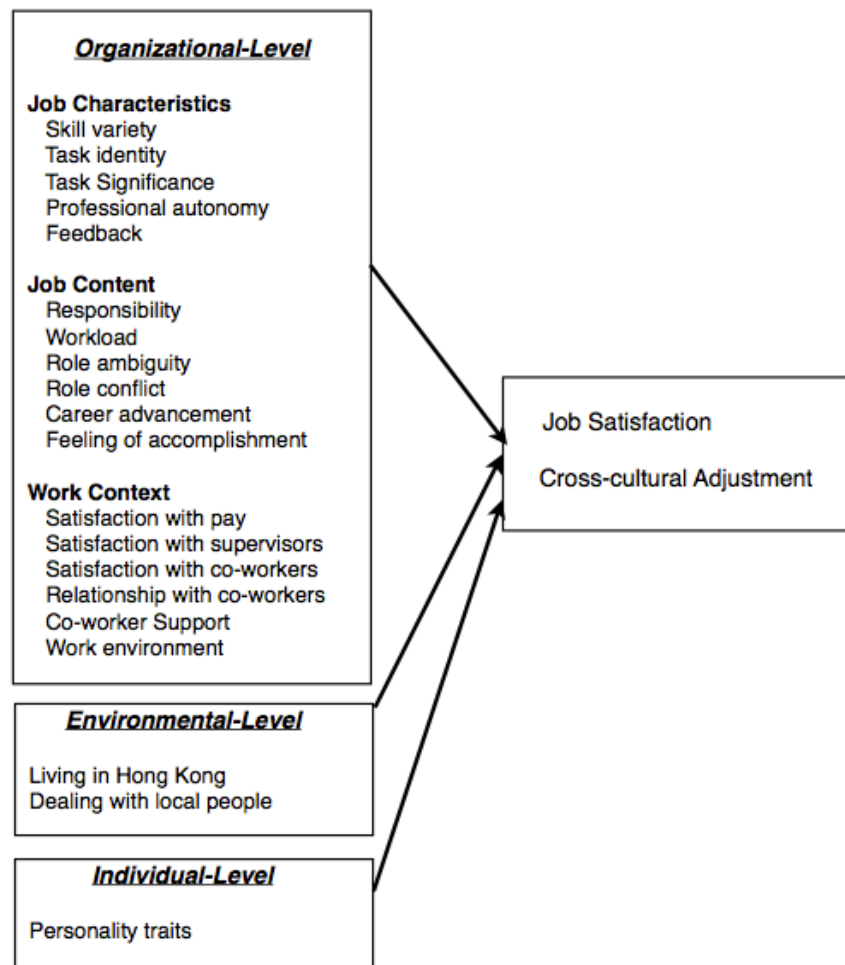 Organizational-Level
Job Characteristics
Skill variety
Task identity
Task Significance
Professional autonomy
Feedback
Job Content
Responsibility
Workload
Role ambiguity
Role conflict
Career advancement
Feeling of accomplishment
Work Context
Satisfaction with pay
Satisfaction with supervisors
Satisfaction with co-workers
Relationship with co-workers
Co-worker Support
Work environment
Environmental-Level
Living in Hong Kong
Dealing with local people
Individual-Level
Personality traits
Job Satisfaction
Cross-cultural Adjustment